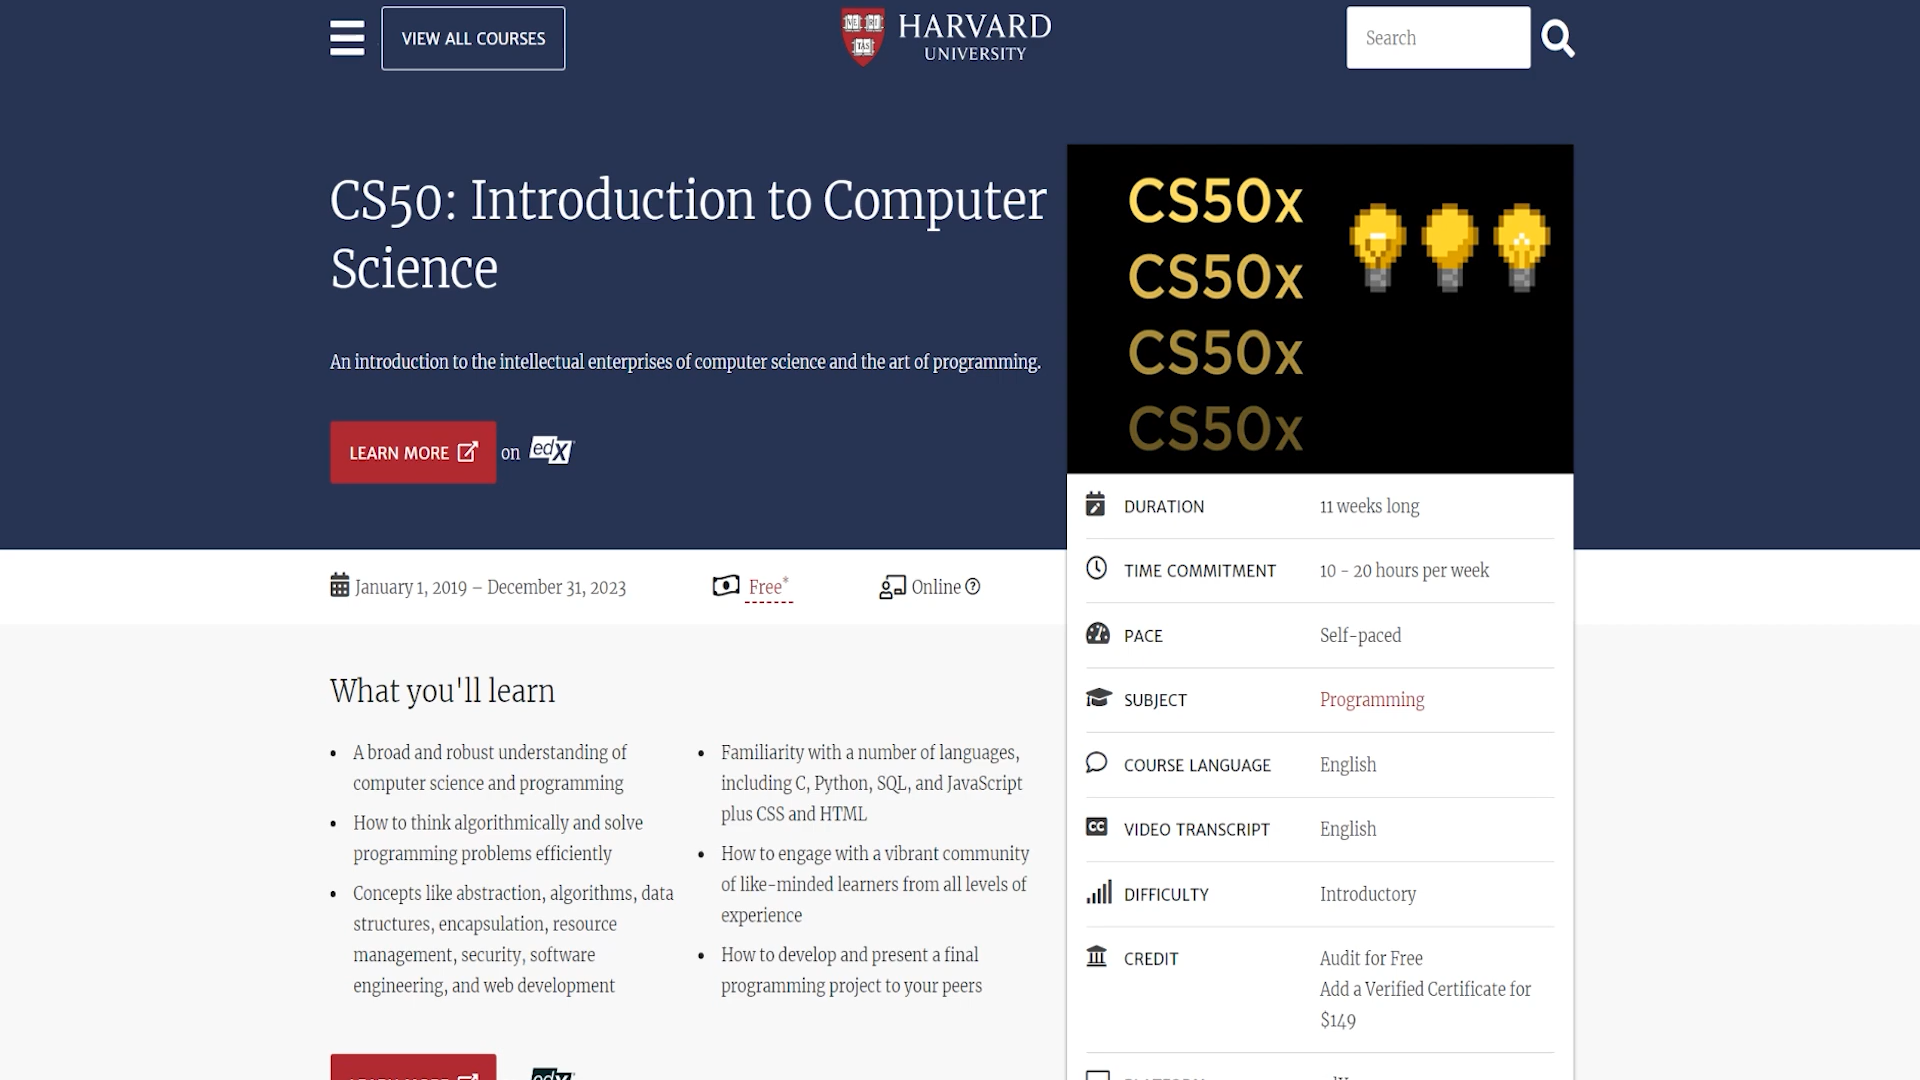 VIEW ALL COURSES
HARVARD
UNIVERSITY
Search
CS50: Introduction to Computer
Science
An introduction to the intellectual enterprises of computer science and the art of programming.
LEARN MORE on edX
CS50x
CS50x
CS50x
CS50x
January 1, 2019 – December 31, 2023
Free*
Online
What you'll learn
A broad and robust understanding of
computer science and programming
How to think algorithmically and solve
programming problems efficiently
Concepts like abstraction, algorithms, data
structures, encapsulation, resource
management, security, software
engineering, and web development
Familiarity with a number of languages,
including C, Python, SQL, and JavaScript
plus CSS and HTML
How to engage with a vibrant community
of like-minded learners from all levels of
experience
How to develop and present a final
programming project to your peers
DURATION 11 weeks long
TIME COMMITMENT 10 - 20 hours per week
PACE Self-paced
SUBJECT Programming
COURSE LANGUAGE English
CC VIDEO TRANSCRIPT English
DIFFICULTY Introductory
CREDIT Audit for Free
Add a Verified Certificate for
$149